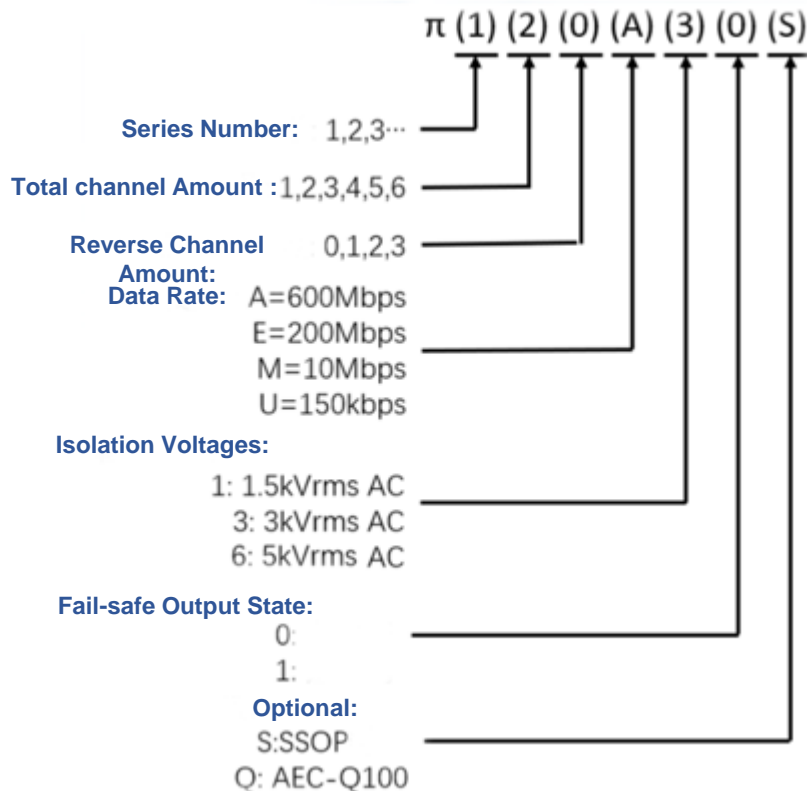 π (1) (2) (0) (A) (3) (0) (S)
Series Number: 1,2,3···
Total channel Amount :1,2,3,4,5,6
Reverse Channel Amount: 0,1,2,3
Data Rate: A=600Mbps
E=200Mbps
M=10Mbps
U=150kbps
Isolation Voltages:
1: 1.5kVrms AC
3: 3kVrms AC
6: 5kVrms AC
Fail-safe Output State:
0:
1:
Optional:
S:SSOP
Q: AEC-Q100